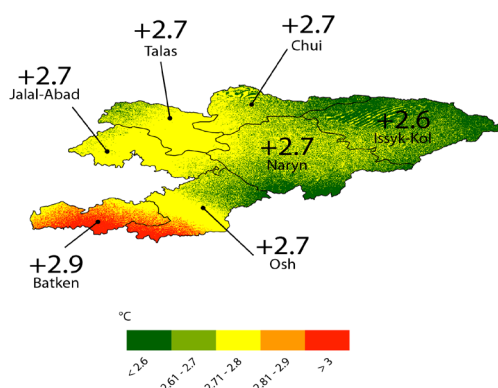 +2.7
Talas
+2.7
Chui
+2.7
Jalal-Abad
+2.6
Issyk-Kol
+2.7
Naryn
+2.9
Batken
+2.7
Osh
°C
< 2.6
2.61 - 2.7
2.71 - 2.8
2.81 - 2.9
> 3